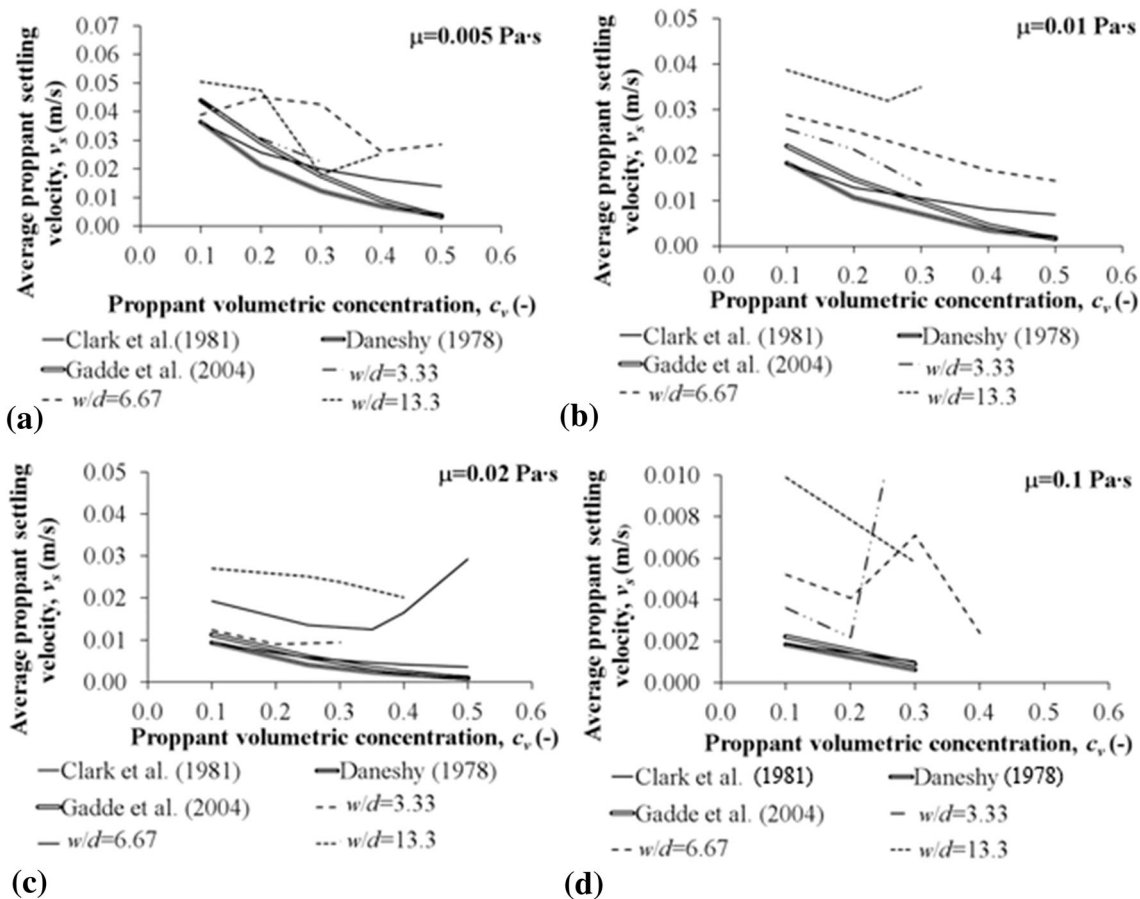 μ=0.005 Pa·s
Average proppant settling
velocity, vs (m/s)
0.07
0.06
0.05
0.04
0.03
0.02
0.01
0.00
0.0 0.1 0.2 0.3 0.4 0.5 0.6
Proppant volumetric concentration, cv (-)
Clark et al.(1981) Daneshy (1978)
Gadde et al. (2004) w/d=3.33
w/d=6.67 w/d=13.3
(a)
μ=0.01 Pa·s
Average proppant settling
velocity, vs (m/s)
0.05
0.04
0.03
0.02
0.01
0.00
0.0 0.1 0.2 0.3 0.4 0.5 0.6
Proppant volumetric concentration, cv (-)
Clark et al.(1981) Daneshy (1978)
Gadde et al. (2004) w/d=3.33
w/d=6.67 w/d=13.3
(b)
μ=0.02 Pa·s
Average proppant settling
velocity, vs (m/s)
0.05
0.04
0.03
0.02
0.01
0.00
0.0 0.1 0.2 0.3 0.4 0.5 0.6
Proppant volumetric concentration, cv (-)
Clark et al. (1981) Daneshy (1978)
Gadde et al. (2004) w/d=3.33
w/d=6.67 w/d=13.3
(c)
μ=0.1 Pa·s
Average proppant settling
velocity, vs (m/s)
0.010
0.008
0.006
0.004
0.002
0.000
0.0 0.1 0.2 0.3 0.4 0.5 0.6
Proppant volumetric concentration, cv (-)
Clark et al. (1981) Daneshy (1978)
Gadde et al. (2004) w/d=3.33
w/d=6.67 w/d=13.3
(d)